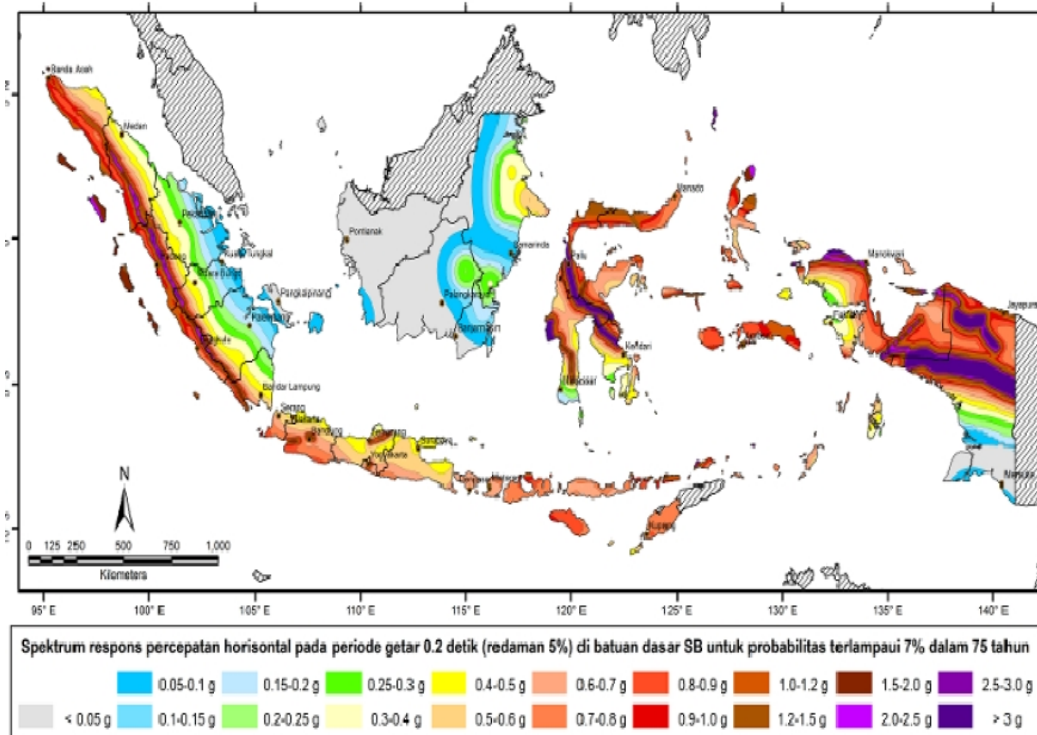 Banda Aceh
Medan
Manado
Pekanbaru
Pontianak
Samarinda
Manokwari
Padang
Kuala Tungkal
Palu
Muara Bungo
Pangkalpinang
Palangkaraya
Jayapura
Palembang
Banjarmasin
Kendari
Bandar Lampung
Makassar
Serang
Jakarta
Bandung
Semarang
Surabaya
Yogyakarta
Denpasar
Mataram
Merauke
Kupang
N
0 125 250 500 750 1,000
Kilometers
95° E 100° E 105° E 110° E 115° E 120° E 125° E 130° E 135° E 140° E
Spektrum respons percepatan horisontal pada periode getar 0.2 detik (redaman 5%) di batuan dasar SB untuk probabilitas terlampaui 7% dalam 75 tahun
0.05-0.1 g 0.15-0.2 g 0.25-0.3 g 0.4-0.5 g 0.6-0.7 g 0.8-0.9 g 1.0-1.2 g 1.5-2.0 g 2.5-3.0 g
< 0.05 g 0.1-0.15 g 0.2-0.25 g 0.3-0.4 g 0.5-0.6 g 0.7-0.8 g 0.9-1.0 g 1.2-1.5 g 2.0-2.5 g > 3 g